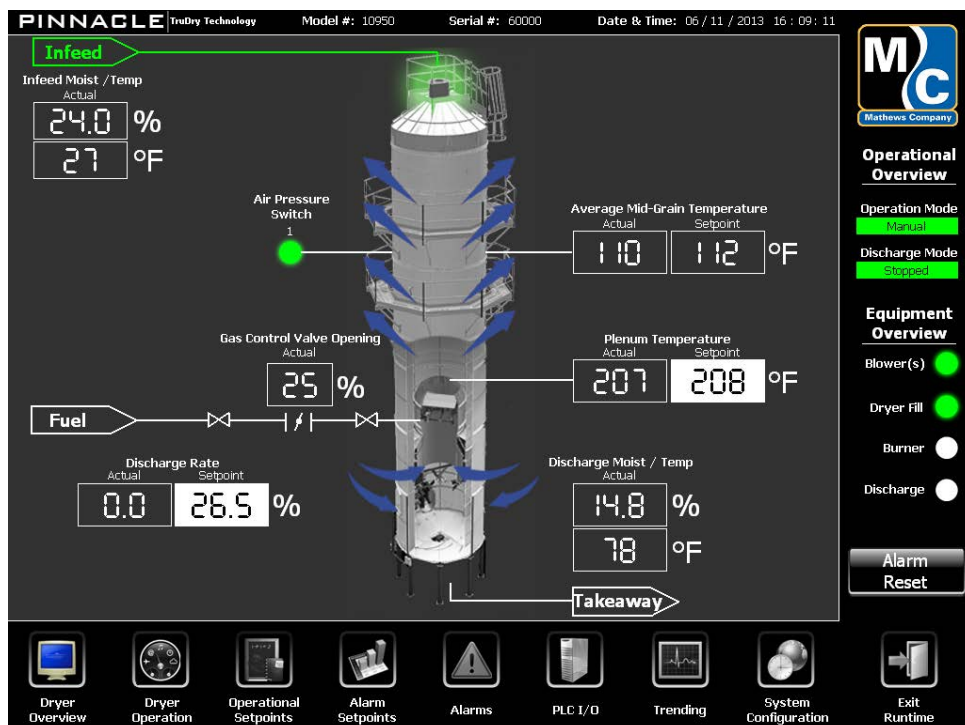 PINNACLE TruDry Technology Model #: 10950 Serial #: 60000 Date & Time: 06 / 11 / 2013 16 : 09 : 11
Infeed
Infeed Moist /Temp
Actual
24.0 %
27 °F
Air Pressure
Switch
1
Average Mid-Grain Temperature
Actual Setpoint
110 112 °F
Gas Control Valve Opening
Actual
25 %
Plenum Temperature
Actual Setpoint
207 208 °F
Fuel
Discharge Rate
Actual Setpoint
0.0 26.5 %
Discharge Moist / Temp
Actual
14.8 %
78 °F
Takeaway
MC
Mathews Company
Operational
Overview
Operation Mode
Manual
Discharge Mode
Stopped
Equipment
Overview
Blower(s)
Dryer Fill
Burner
Discharge
Alarm
Reset
Dryer
Overview
Dryer
Operation
Operational
Setpoints
Alarm
Setpoints
Alarms
PLC I/O
Trending
System
Configuration
Exit
Runtime